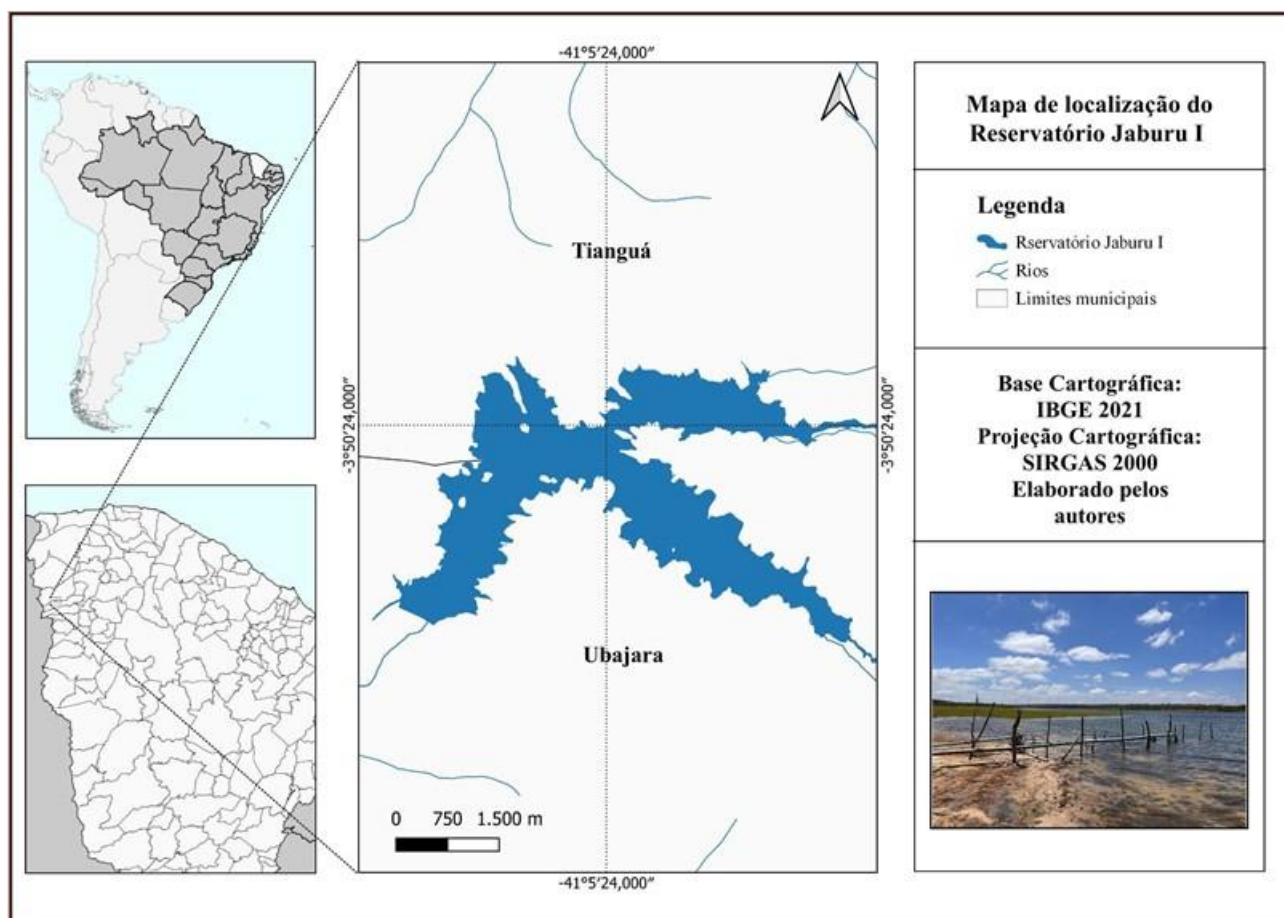 -41°5'24,000"
Mapa de localização do
Reservatório Jaburu I
Legenda
Rservatório Jaburu I
Rios
Limites municipais
Tianguá
-3°50'24,000"
-3°50'24,000"
Base Cartográfica:
IBGE 2021
Projeção Cartográfica:
SIRGAS 2000
Elaborado pelos
autores
Ubajara
0 750 1.500 m
-41°5'24,000"